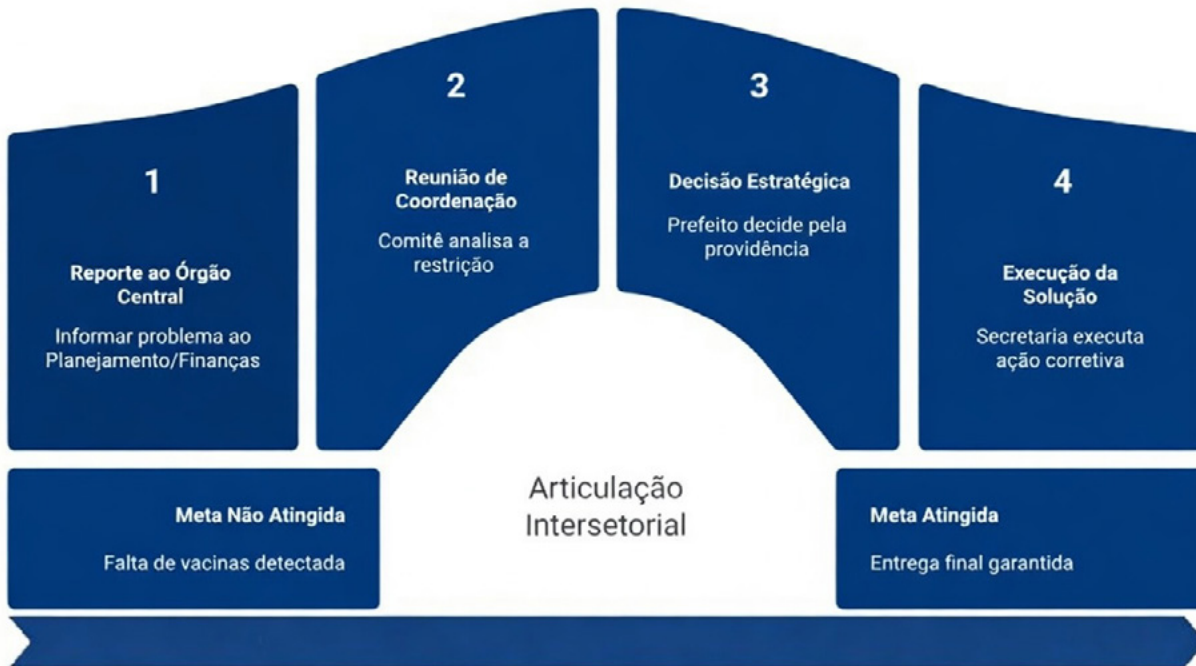 1
Reporte ao Órgão
Central
Informar problema ao
Planejamento/Finanças
2
Reunião de
Coordenação
Comitê analisa a
restrição
3
Decisão Estratégica
Prefeito decide pela
providência
4
Execução da
Solução
Secretaria executa
ação corretiva
Meta Não Atingida
Falta de vacinas detectada
Articulação
Intersetorial
Meta Atingida
Entrega final garantida